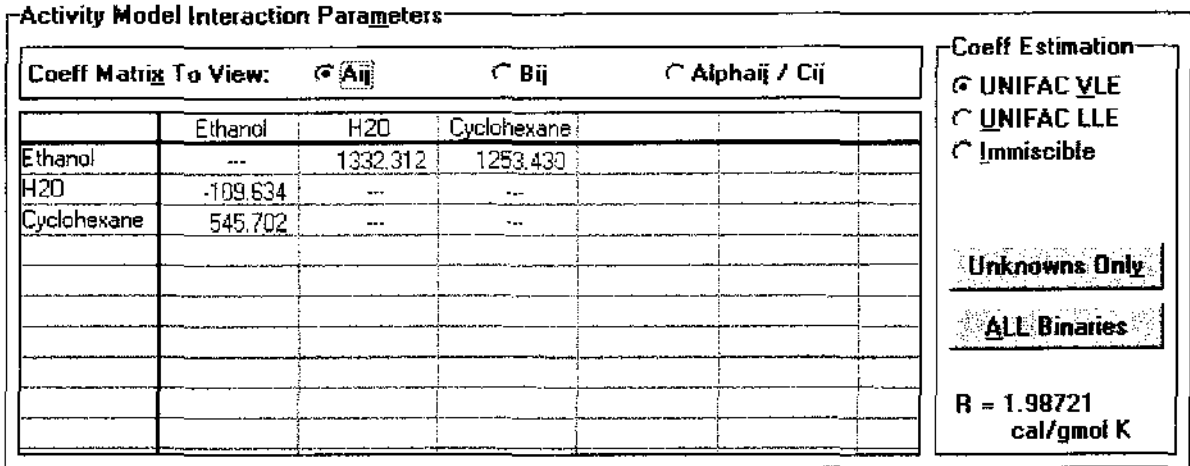 Activity Model Interaction Parameters
Coeff Matrix To View: Aij Bij Alphaij / Cij
Ethanol H2O Cyclohexane
Ethanol --- 1332.312 1253.430
H2O -109.634 --- ---
Cyclohexane 545.702 --- ---
Coeff Estimation
UNIFAC VLE
UNIFAC LLE
Immiscible
Unknowns Only
ALL Binaries
R = 1.98721
cal/gmol K